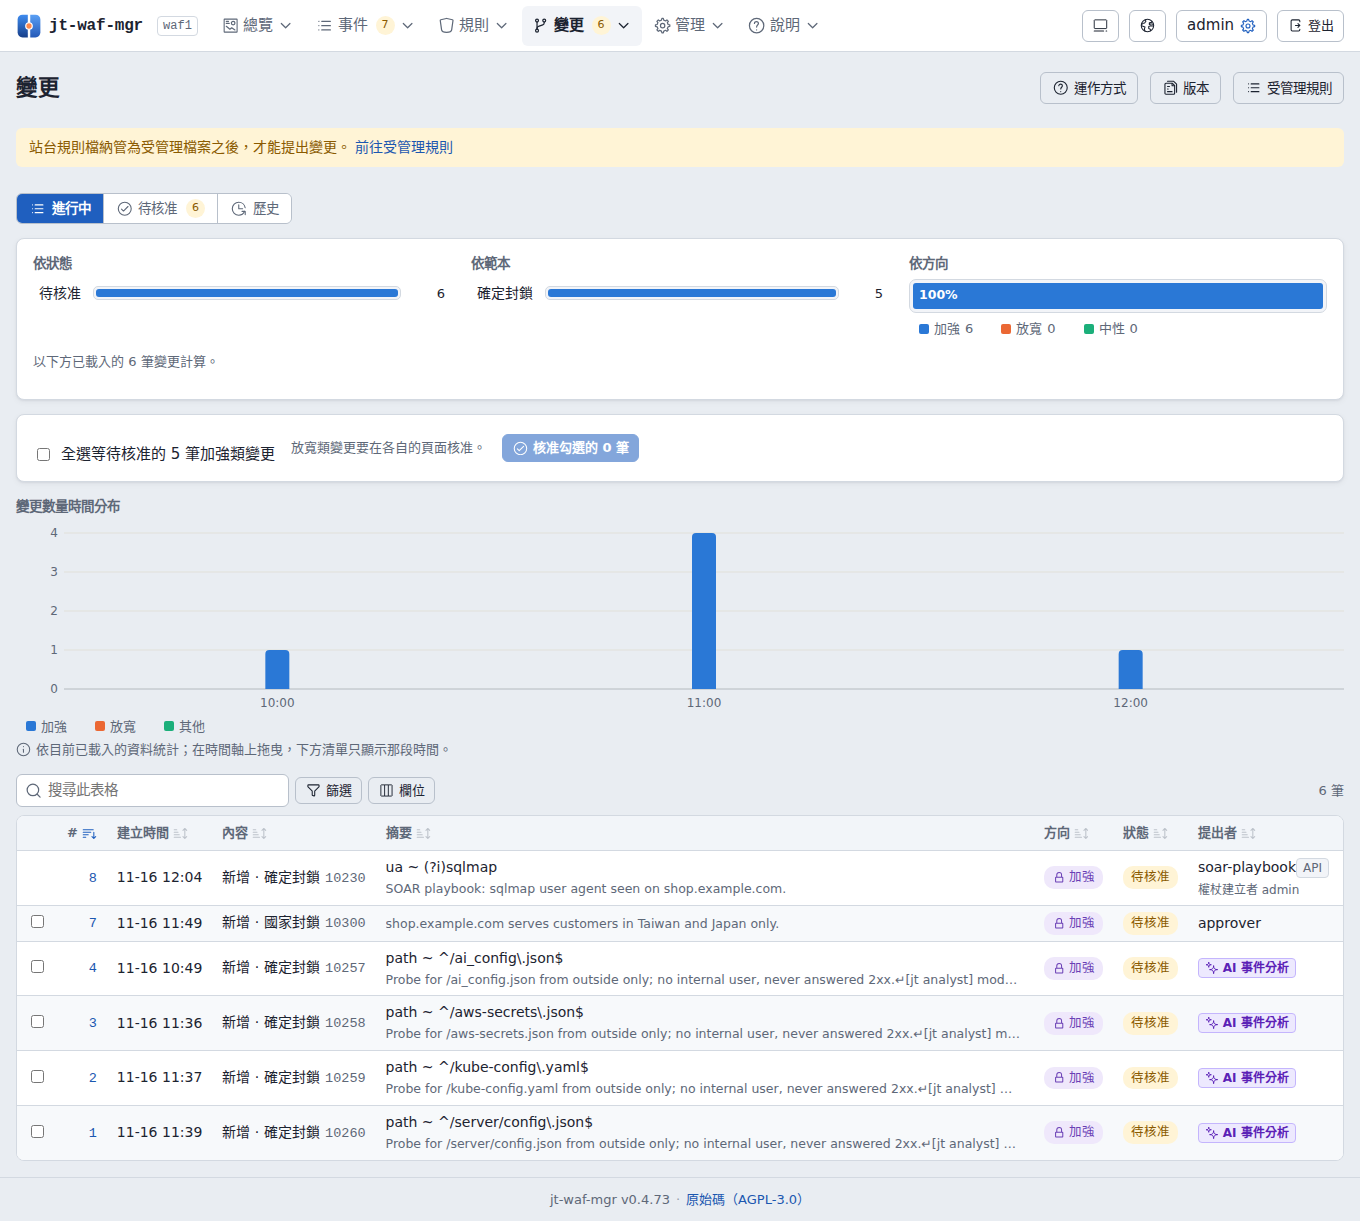 jt-waf-mgr waf1 總覽 事件 7 規則 變更 6 管理 說明 admin 登出
變更 運作方式 版本 受管理規則
站台規則檔納管為受管理檔案之後，才能提出變更。 前往受管理規則
進行中 待核准 6 歷史
依狀態 依範本 依方向
待核准 6 確定封鎖 5 100%
加強 6 放寬 0 中性 0
以下方已載入的 6 筆變更計算。
全選等待核准的 5 筆加強類變更 放寬類變更要在各自的頁面核准。 核准勾選的 0 筆
變更數量時間分布
4
3
2
1
0
10:00 11:00 12:00
加強 放寬 其他
依目前已載入的資料統計；在時間軸上拖曳，下方清單只顯示那段時間。
搜尋此表格 篩選 欄位 6 筆
# 建立時間 內容 摘要 方向 狀態 提出者
8 11-16 12:04 新增 · 確定封鎖 10230 ua ~ (?i)sqlmap 加強 待核准 soar-playbook API
SOAR playbook: sqlmap user agent seen on shop.example.com. 權杖建立者 admin
7 11-16 11:49 新增 · 國家封鎖 10300 shop.example.com serves customers in Taiwan and Japan only. 加強 待核准 approver
4 11-16 10:49 新增 · 確定封鎖 10257 path ~ ^/ai_config\.json$ 加強 待核准 AI 事件分析
Probe for /ai_config.json from outside only; no internal user, never answered 2xx.↵[jt analyst] mod…
3 11-16 11:36 新增 · 確定封鎖 10258 path ~ ^/aws-secrets\.json$ 加強 待核准 AI 事件分析
Probe for /aws-secrets.json from outside only; no internal user, never answered 2xx.↵[jt analyst] m…
2 11-16 11:37 新增 · 確定封鎖 10259 path ~ ^/kube-config\.yaml$ 加強 待核准 AI 事件分析
Probe for /kube-config.yaml from outside only; no internal user, never answered 2xx.↵[jt analyst] …
1 11-16 11:39 新增 · 確定封鎖 10260 path ~ ^/server/config\.json$ 加強 待核准 AI 事件分析
Probe for /server/config.json from outside only; no internal user, never answered 2xx.↵[jt analyst] …
jt-waf-mgr v0.4.73 · 原始碼（AGPL-3.0）